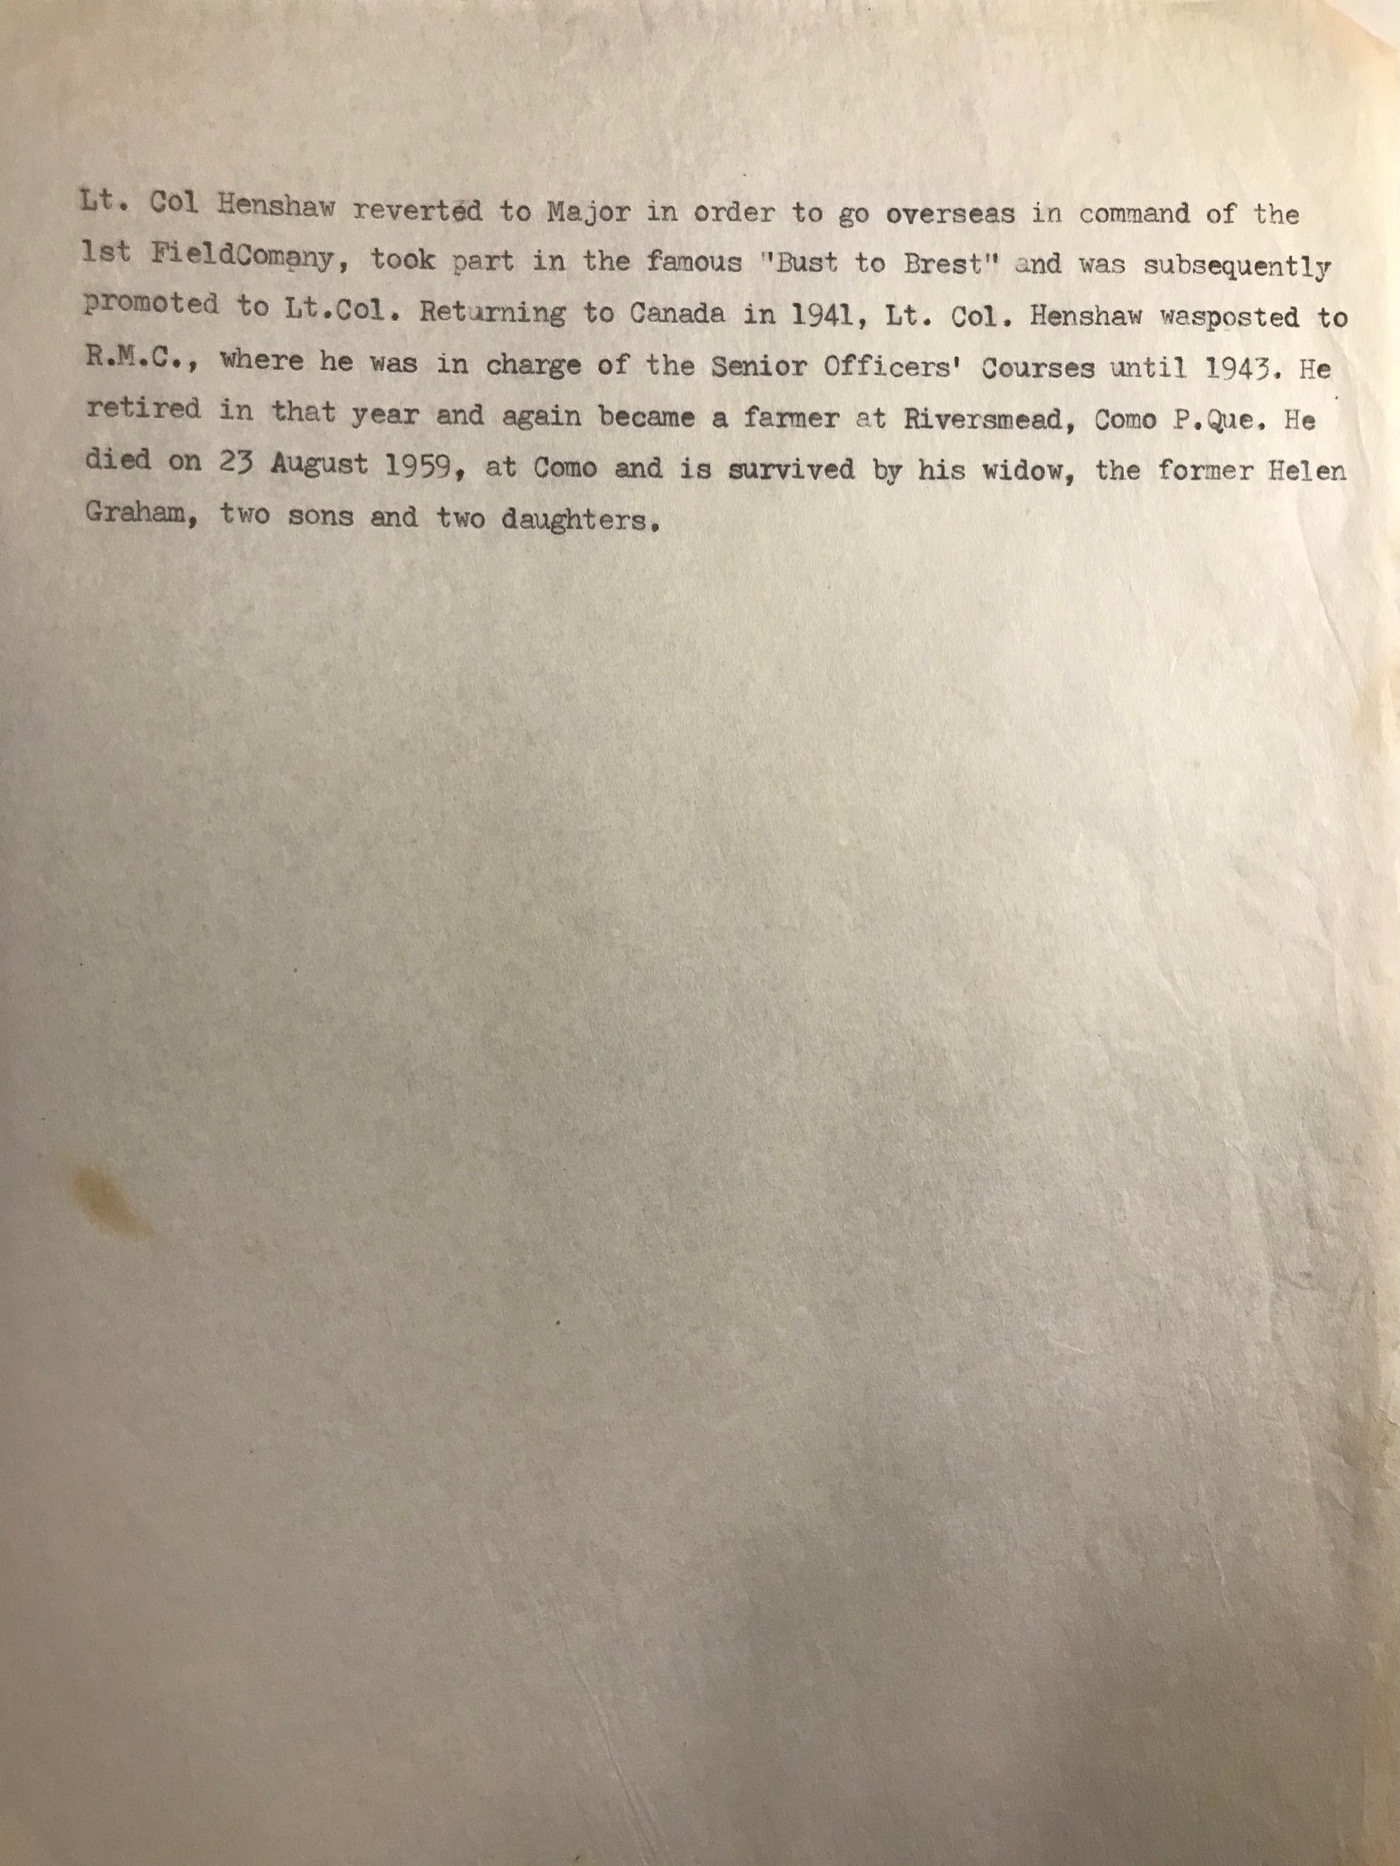 Lt. Col Henshaw reverted to Major in order to go overseas in command of the
1st FieldComany, took part in the famous "Bust to Brest" and was subsequently
promoted to Lt.Col. Returning to Canada in 1941, Lt. Col. Henshaw wasposted to
R.M.C., where he was in charge of the Senior Officers' Courses until 1943. He
retired in that year and again became a farmer at Riversmead, Como P.Que. He
died on 23 August 1959, at Como and is survived by his widow, the former Helen
Graham, two sons and two daughters.